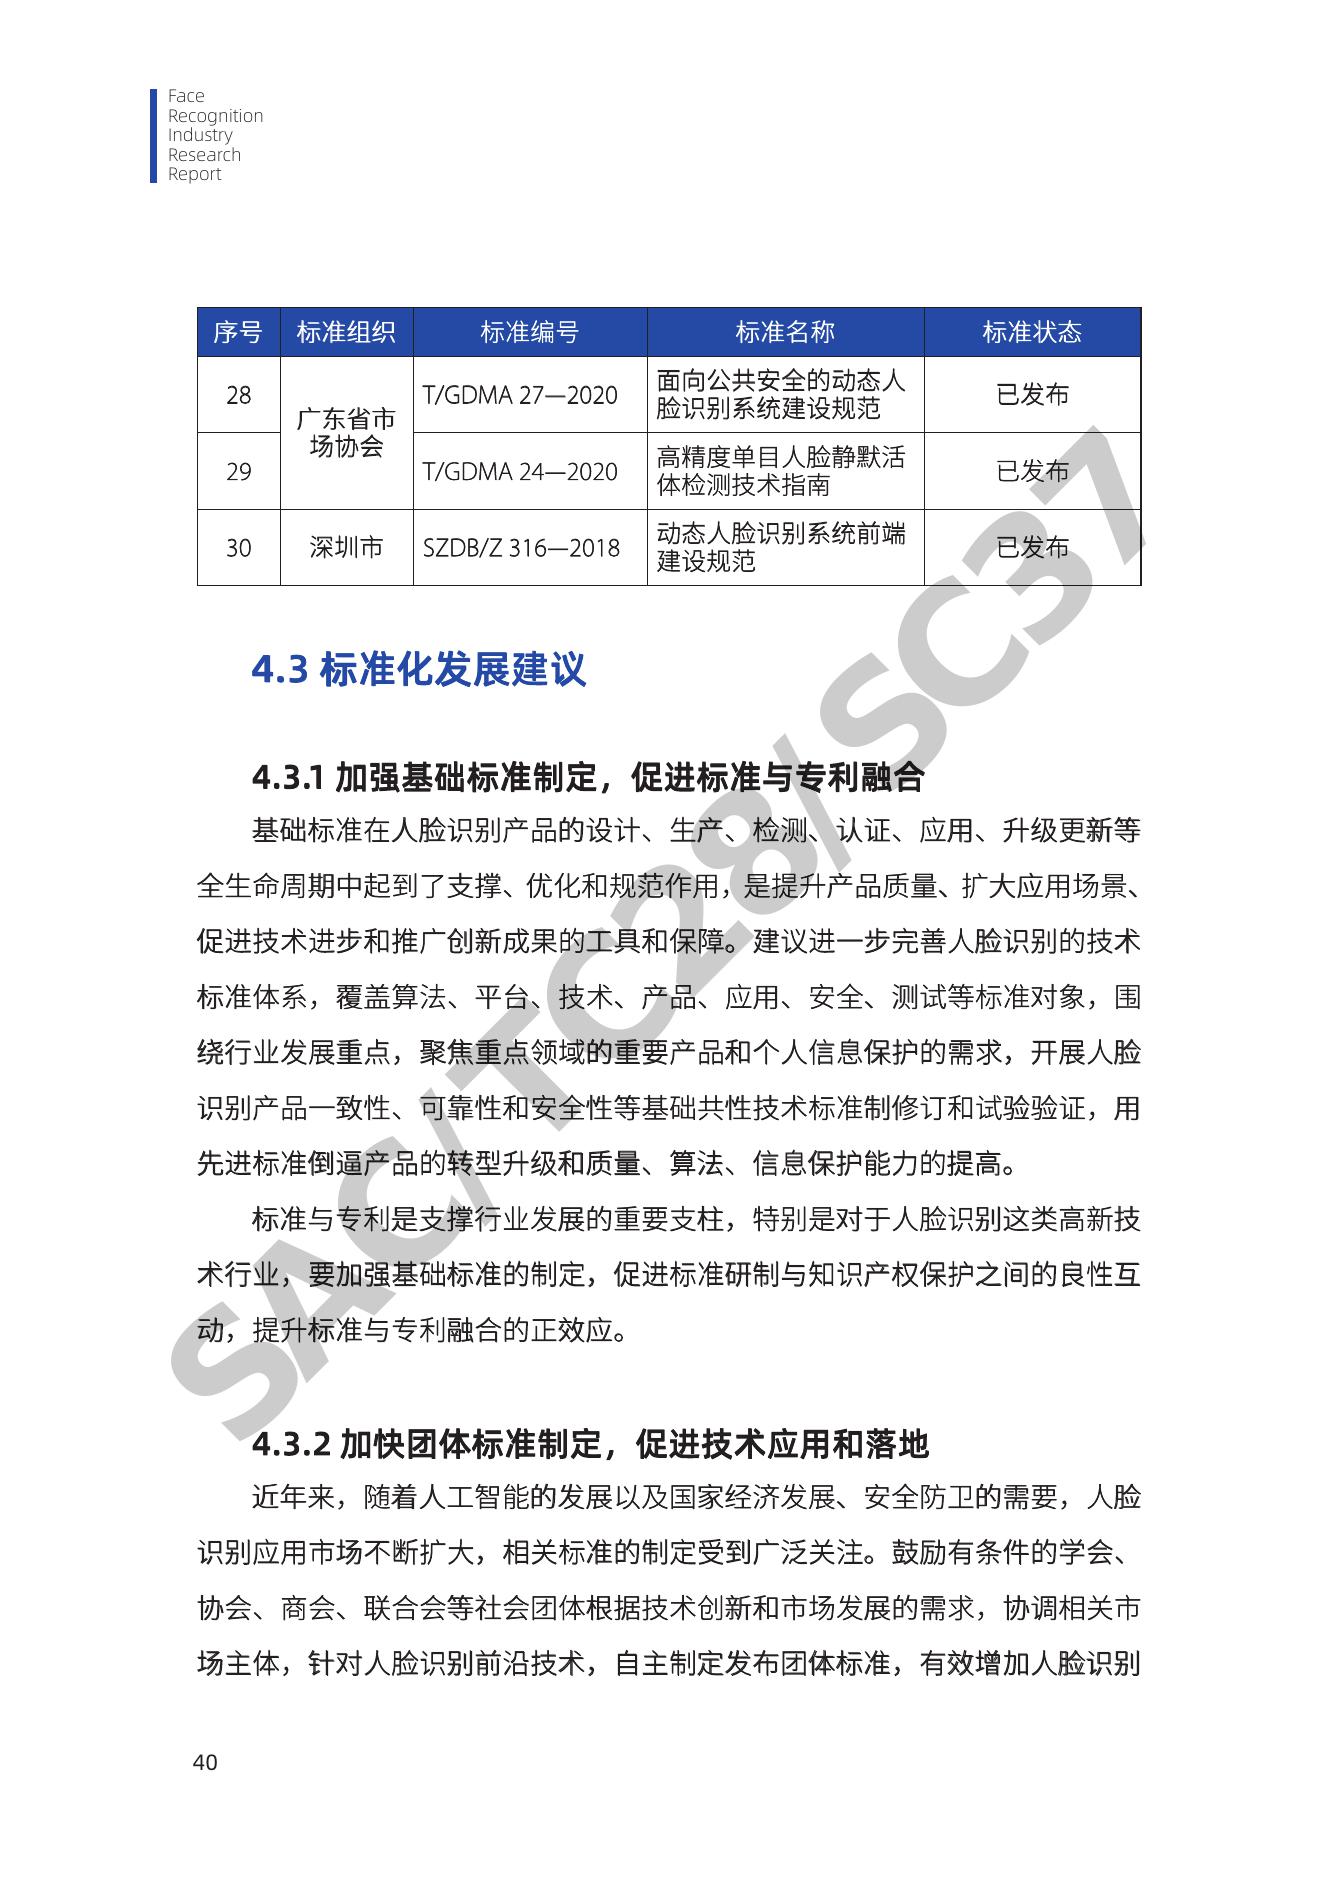 Face
Recognition
Industry
Research
Report
序号 标准组织 标准编号 标准名称 标准状态
28 广东省市场协会 T/GDMA 27—2020 面向公共安全的动态人脸识别系统建设规范 已发布
29 T/GDMA 24—2020 高精度单目人脸静默活体检测技术指南 已发布
30 深圳市 SZDB/Z 316—2018 动态人脸识别系统前端建设规范 已发布
4.3 标准化发展建议
4.3.1 加强基础标准制定，促进标准与专利融合
基础标准在人脸识别产品的设计、生产、检测、认证、应用、升级更新等
全生命周期中起到了支撑、优化和规范作用，是提升产品质量、扩大应用场景、
促进技术进步和推广创新成果的工具和保障。建议进一步完善人脸识别的技术
标准体系，覆盖算法、平台、技术、产品、应用、安全、测试等标准对象，围
绕行业发展重点，聚焦重点领域的重要产品和个人信息保护的需求，开展人脸
识别产品一致性、可靠性和安全性等基础共性技术标准制修订和试验验证，用
先进标准倒逼产品的转型升级和质量、算法、信息保护能力的提高。
标准与专利是支撑行业发展的重要支柱，特别是对于人脸识别这类高新技
术行业，要加强基础标准的制定，促进标准研制与知识产权保护之间的良性互
动，提升标准与专利融合的正效应。
4.3.2 加快团体标准制定，促进技术应用和落地
近年来，随着人工智能的发展以及国家经济发展、安全防卫的需要，人脸
识别应用市场不断扩大，相关标准的制定受到广泛关注。鼓励有条件的学会、
协会、商会、联合会等社会团体根据技术创新和市场发展的需求，协调相关市
场主体，针对人脸识别前沿技术，自主制定发布团体标准，有效增加人脸识别
40
SAC/TC28/SC37